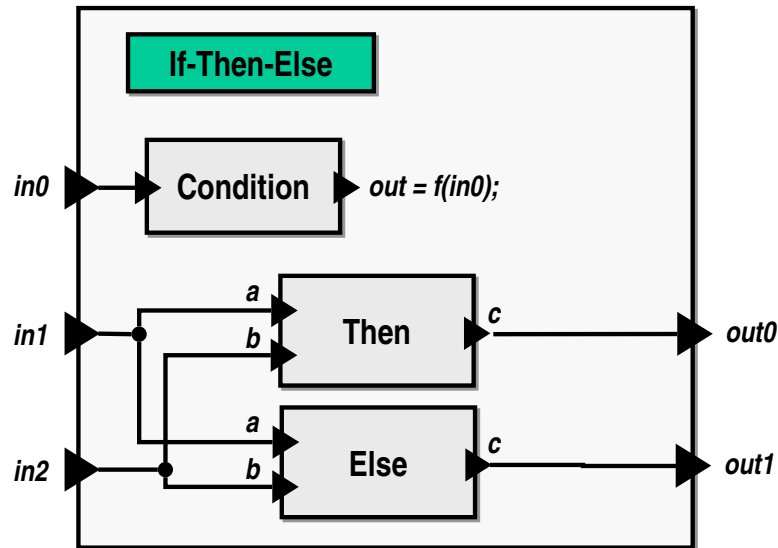 If-Then-Else
in0
Condition
out = f(in0);
a
in1
b
Then
c
out0
a
in2
b
Else
c
out1